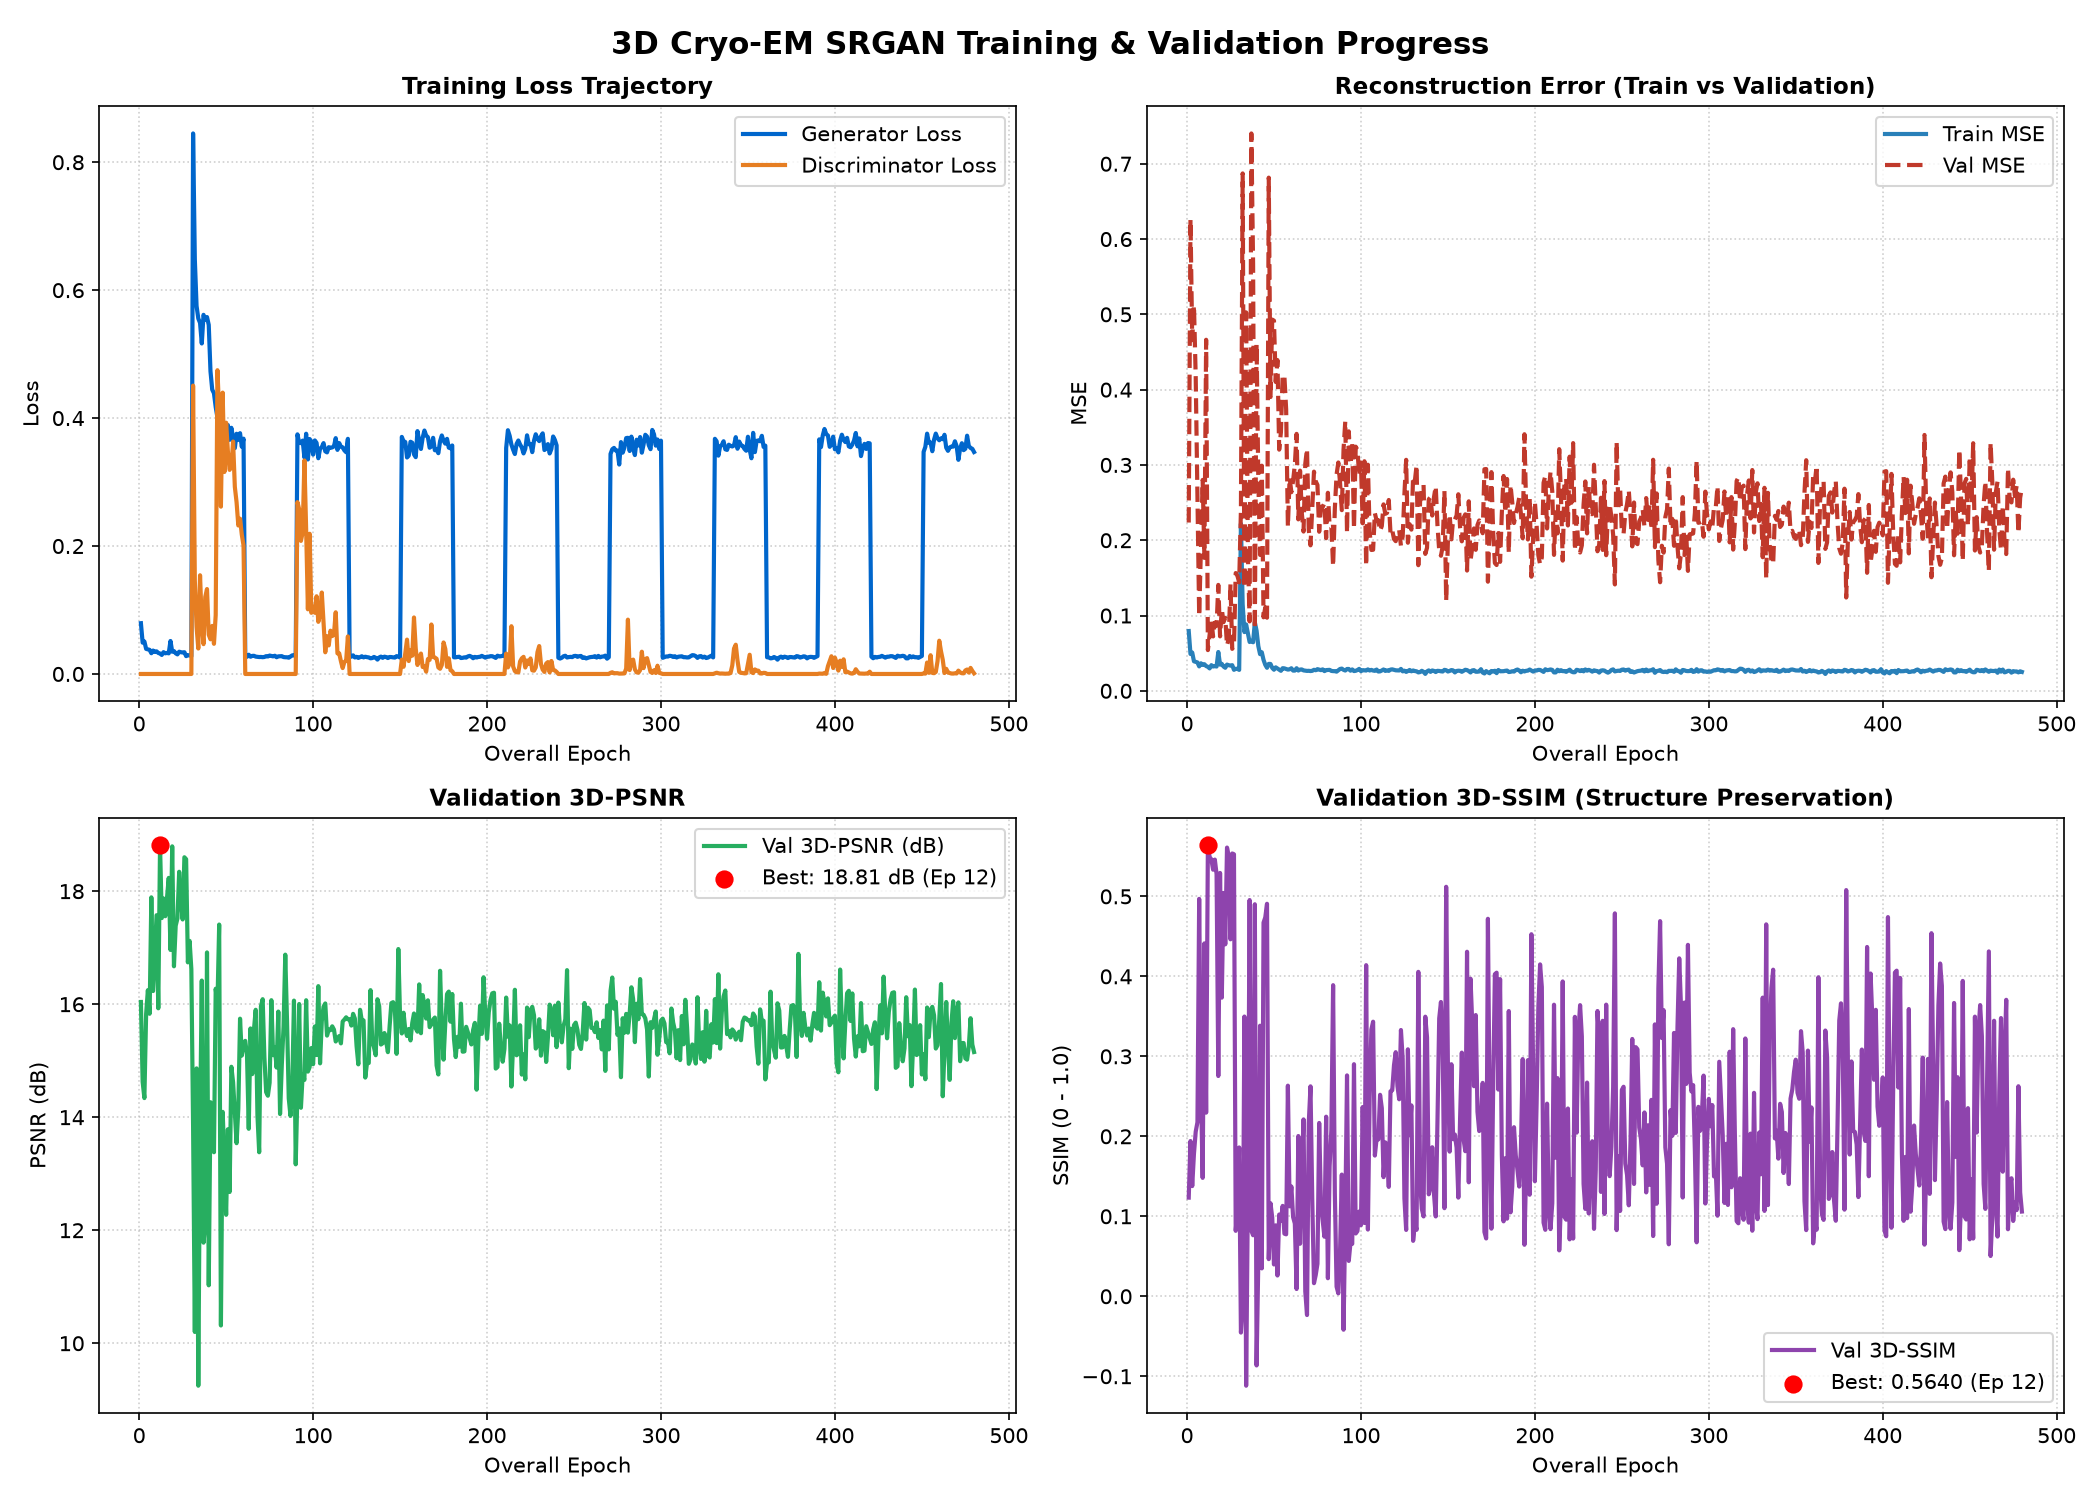 3D Cryo-EM SRGAN Training & Validation Progress
Training Loss Trajectory
Loss
0.8
0.6
0.4
0.2
0.0
0 100 200 300 400 500
Overall Epoch
Generator Loss
Discriminator Loss
Reconstruction Error (Train vs Validation)
MSE
0.7
0.6
0.5
0.4
0.3
0.2
0.1
0.0
0 100 200 300 400 500
Overall Epoch
Train MSE
Val MSE
Validation 3D-PSNR
PSNR (dB)
18
16
14
12
10
0 100 200 300 400 500
Overall Epoch
Val 3D-PSNR (dB)
Best: 18.81 dB (Ep 12)
Validation 3D-SSIM (Structure Preservation)
SSIM (0 - 1.0)
0.5
0.4
0.3
0.2
0.1
0.0
−0.1
0 100 200 300 400 500
Overall Epoch
Val 3D-SSIM
Best: 0.5640 (Ep 12)